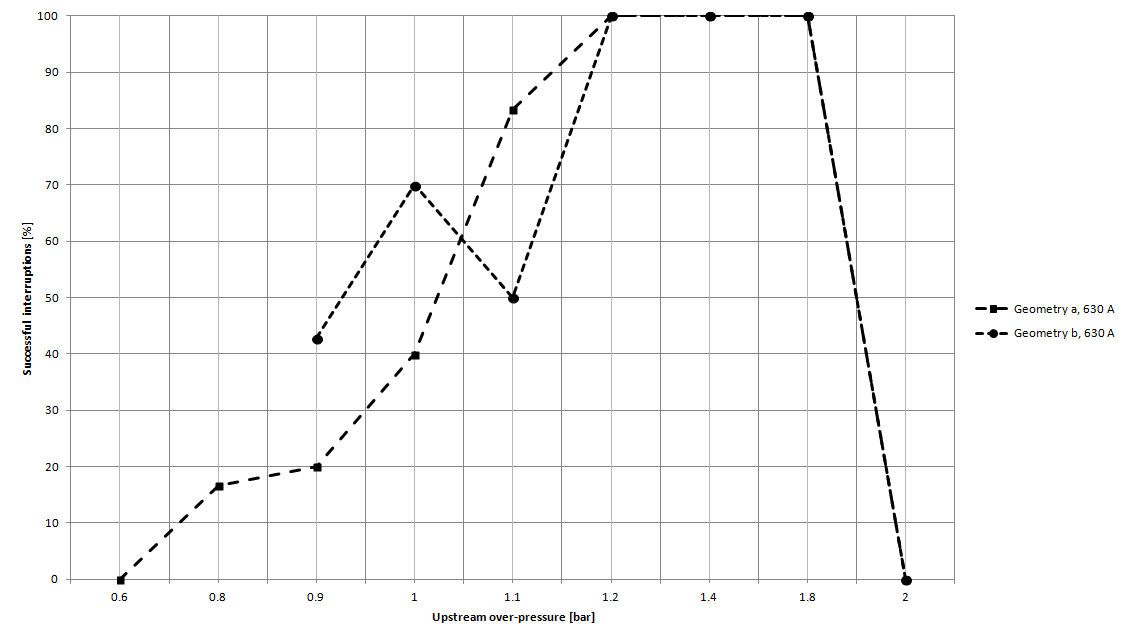 100
90
80
70
60
50
40
30
20
10
0
Successful interruptions [%]
0.6 0.8 0.9 1 1.1 1.2 1.4 1.8 2
Upstream over-pressure [bar]
Geometry a, 630 A
Geometry b, 630 A